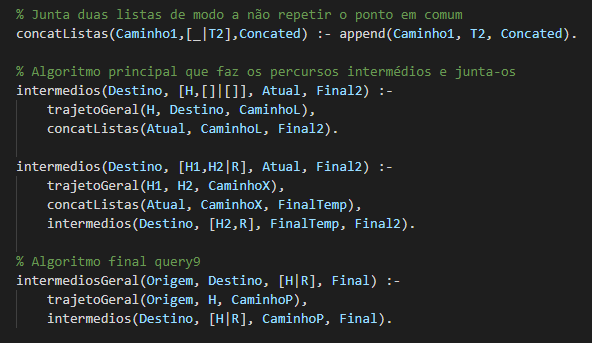 % Junta duas listas de modo a não repetir o ponto em comum
concatListas(Caminho1,[_|T2],Concated) :- append(Caminho1, T2, Concated).
% Algoritmo principal que faz os percursos intermédios e junta-os
intermedios(Destino, [H,[]|[]], Atual, Final2) :-
trajetoGeral(H, Destino, CaminhoL),
concatListas(Atual, CaminhoL, Final2).
intermedios(Destino, [H1,H2|R], Atual, Final2) :-
trajetoGeral(H1, H2, CaminhoX),
concatListas(Atual, CaminhoX, FinalTemp),
intermedios(Destino, [H2,R], FinalTemp, Final2).
% Algoritmo final query9
intermediosGeral(Origem, Destino, [H|R], Final) :-
trajetoGeral(Origem, H, CaminhoP),
intermedios(Destino, [H|R], CaminhoP, Final).